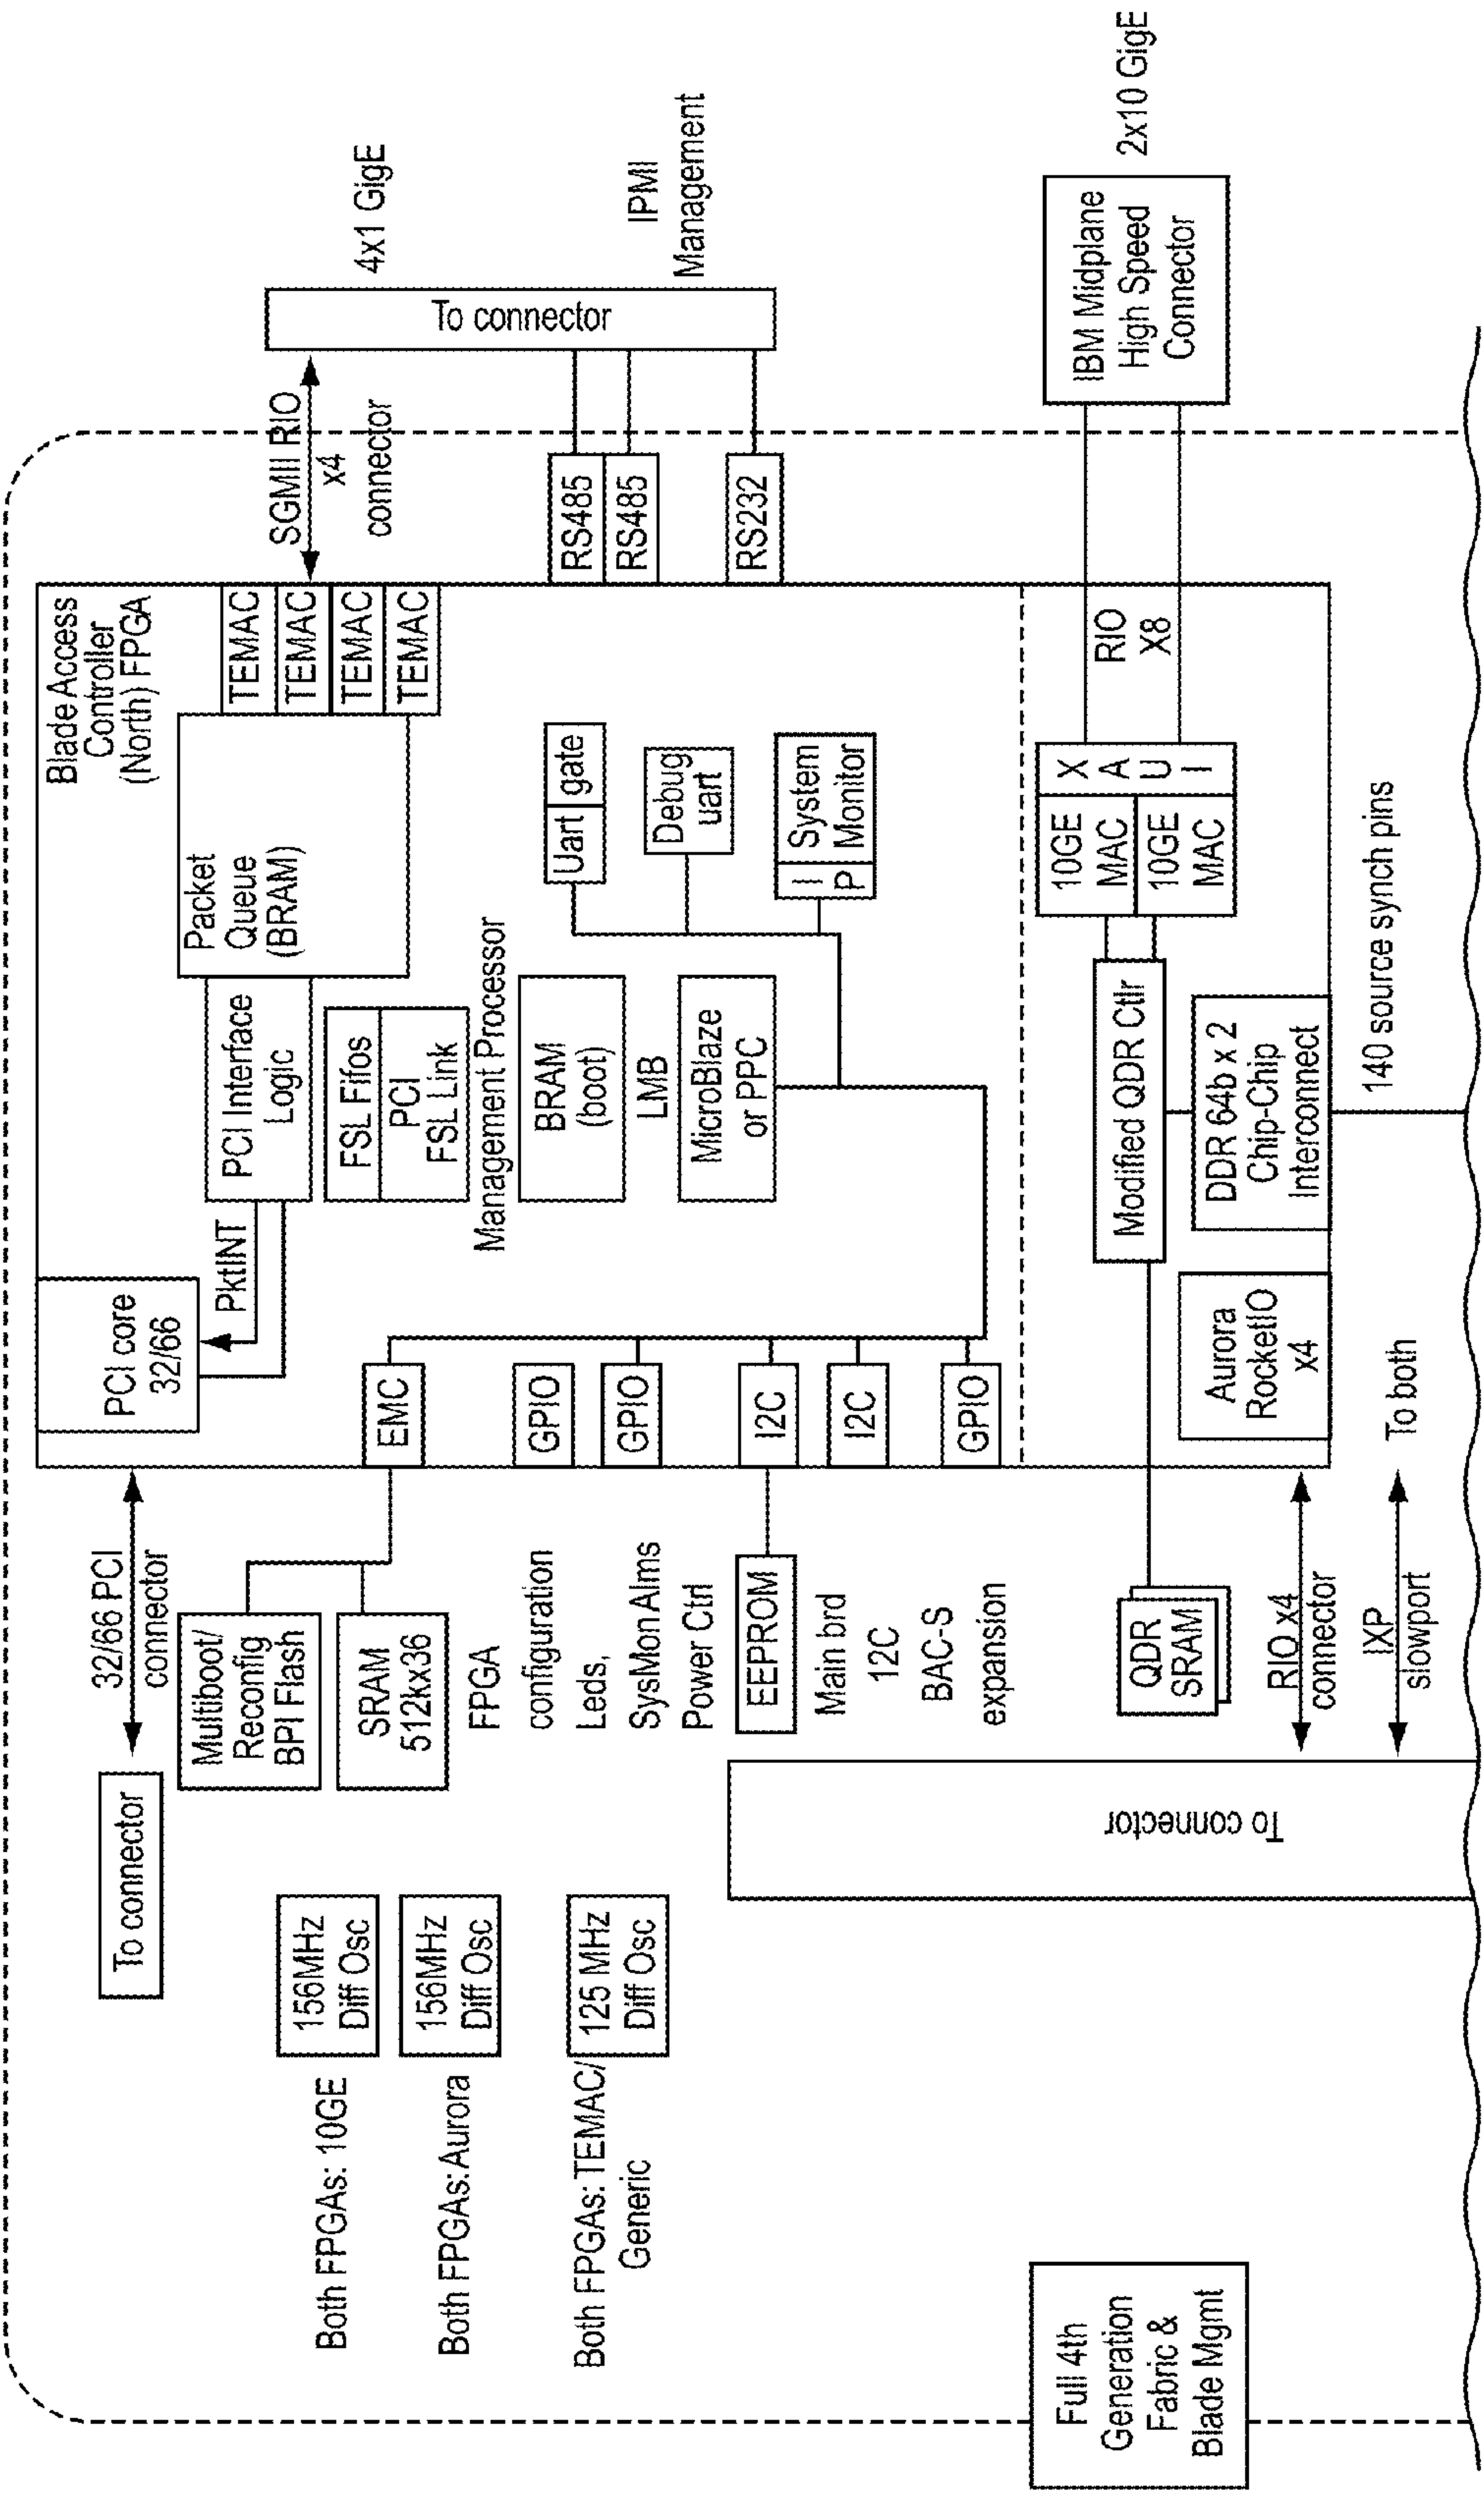 Full 4th
Generation
Fabric &
Blade Mgmt
Both FPGAs: 10GE
156MHz
Diff Osc
Both FPGAs:Aurora
156MHz
Diff Osc
Both FPGAs: TEMAC/
Generic
125 MHz
Diff Osc
To connector
32/66 PCI
connector
Multiboot/
Reconfig
BPI Flash
SRAM
512kx36
FPGA
configuration
Leds,
SysMonAlms
Power Ctrl
EEPROM
Main brd
12C
BAC-S
expansion
QDR
SRAM
RIO x4
connector
IXP
slowport
To both
To connector
Blade Access
Controller
(North) FPGA
PCI core
32/66
PktINT
PCI Interface
Logic
Packet
Queue
(BRAM)
TEMAC
TEMAC
TEMAC
TEMAC
FSL Fifos
PCI
FSL Link
Management Processor
BRAM
(boot)
LMB
MicroBlaze
or PPC
Uart
gate
Debug
uart
I
P
System
Monitor
EMC
GPIO
GPIO
I2C
I2C
GPIO
Modified QDR Ctlr
10GE
MAC
10GE
MAC
X
A
U
I
RIO
X8
Aurora
RocketIO
x4
DDR 64b x 2
Chip-Chip
Interconnect
140 source synch pins
SGMII RIO
x4
connector
RS485
RS485
RS232
To connector
4x1 GigE
IPMI
Management
IBM Midplane
High Speed
Connector
2x10 GigE